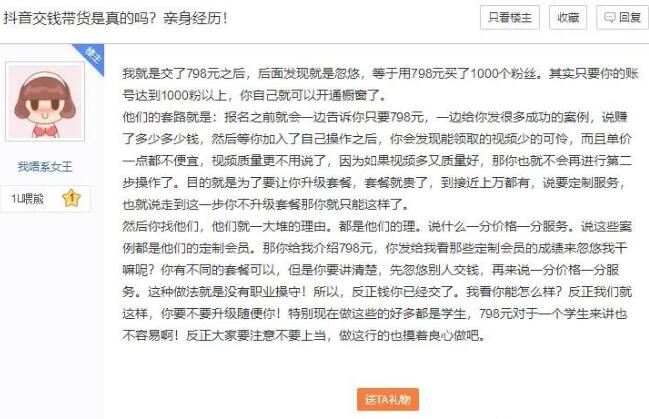 抖音交钱带货是真的吗？亲身经历！
只看楼主
收藏
回复
楼主
我就是交了798元之后，后面发现就是忽悠，等于用798元买了1000个粉丝。其实只要你的账
号达到1000粉以上，你自己就可以开通橱窗了。
他们的套路就是：报名之前就会一边告诉你只要798元，一边给你发很多成功的案例，说赚
了多少多少钱，然后等你加入了自己操作之后，你会发现能领取的视频少的可怜，而且单价
一点都不便宜，视频质量更不用说了，因为如果视频多又质量好，那你也就不会再进行第二
步操作了。目的就是为了要让你升级套餐，套餐就贵了，到接近上万都有，说要定制服务，
也就说走到这一步你不升级套餐那你就只能这样了。
然后你找他们，他们就一大堆的理由。都是他们的理。说什么一分价格一分服务。说这些案
例都是他们的定制会员。那你给我介绍798元，你发给我看那些定制会员的成绩来忽悠我干
嘛呢？你有不同的套餐可以，但是你要讲清楚，先忽悠别人交钱，再来说一分价格一分服
务。这种做法就是没有职业操守！所以，反正钱你已经交了。我看你能怎么样？反正我们就
这样，你要不要升级随便你！特别现在做这些的好多都是学生，798元对于一个学生来讲也
不容易啊！反正大家要注意不要上当，做这行的也摸着良心做吧。
我唔系女王
1L喂熊
1
送TA礼物